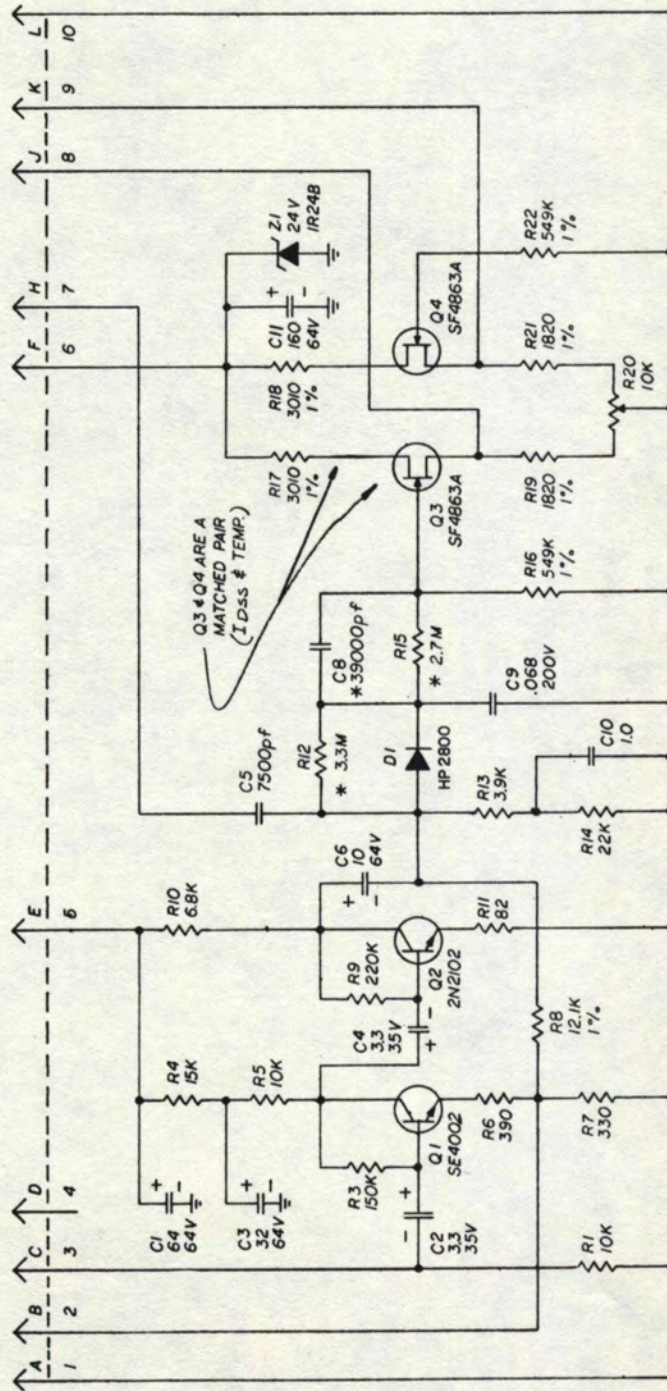 A B C D E F H J K L
1 2 3 4 5 6 7 8 9 10
C1
64
64V
C3
32
64V
R4
15K
R5
10K
R3
150K
C2
3.3
35V
Q1
SE4002
R6
390
R7
330
R1
10K
R8
12.1K
1%
C4
3.3
35V
R9
220K
R10
6.8K
Q2
2N2102
R11
82
C6
10
64V
C5
7500pf
R12
* 3.3M
D1
HP2800
R13
3.9K
R14
22K
C10
1.0
C9
.068
200V
C8
*39000pf
R15
* 2.7M
R16
549K
1%
Q3 & Q4 ARE A
MATCHED PAIR
(IDSS & TEMP.)
R17
3010
1%
R18
3010
1%
C11
160
64V
Z1
24V
1R24B
Q3
SF4863A
Q4
SF4863A
R19
1820
1%
R21
1820
1%
R20
10K
R22
549K
1%